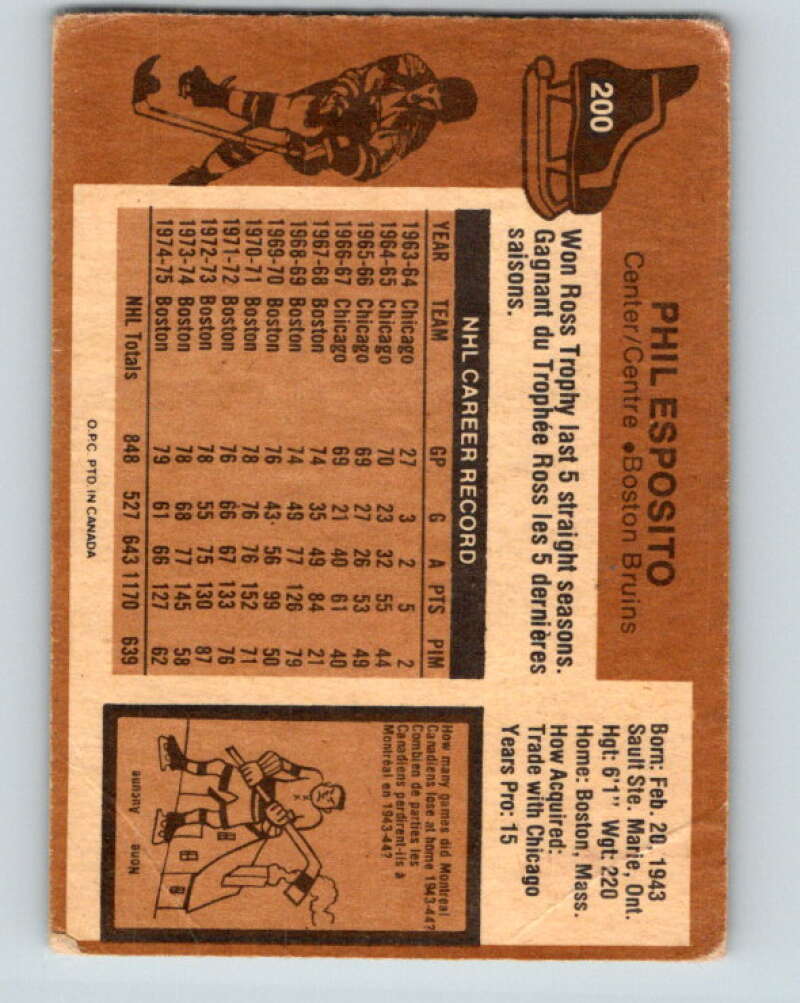 200
PHIL ESPOSITO
Center/Centre • Boston Bruins
Won Ross Trophy last 5 straight seasons.
Gagnant du Trophée Ross les 5 dernières
saisons.
NHL CAREER RECORD
YEAR TEAM GP G A PTS PIM
1963-64 Chicago 27 3 2 5 2
1964-65 Chicago 70 23 32 55 44
1965-66 Chicago 69 27 26 53 49
1966-67 Chicago 69 21 40 61 40
1967-68 Boston 74 35 49 84 21
1968-69 Boston 74 49 77 126 79
1969-70 Boston 76 43 56 99 50
1970-71 Boston 78 76 76 152 71
1971-72 Boston 76 66 67 133 76
1972-73 Boston 78 55 75 130 87
1973-74 Boston 78 68 77 145 58
1974-75 Boston 79 61 66 127 62
NHL Totals 848 527 643 1170 639
O.P.C. PTD. IN CANADA
Born: Feb. 20, 1943
Sault Ste. Marie, Ont.
Hgt: 6'1" Wgt: 220
Home: Boston, Mass.
How Acquired:
Trade with Chicago
Years Pro: 15
How many games did Montreal
Canadiens lose at home 1943-44?
Combien de parties les
Canadiens perdirent-ils à
Montréal en 1943-44?
None
Aucune